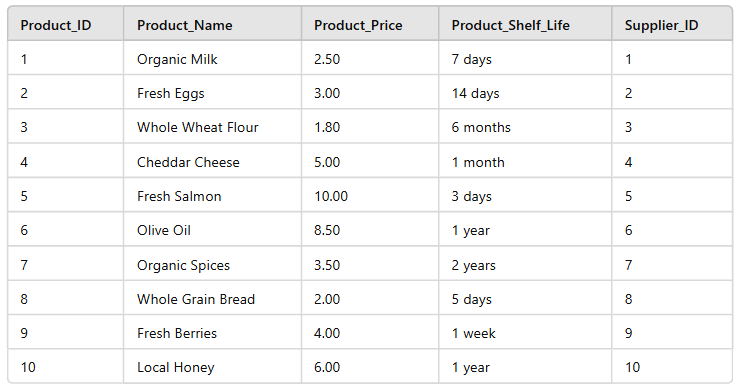 Product_ID Product_Name Product_Price Product_Shelf_Life Supplier_ID
1 Organic Milk 2.50 7 days 1
2 Fresh Eggs 3.00 14 days 2
3 Whole Wheat Flour 1.80 6 months 3
4 Cheddar Cheese 5.00 1 month 4
5 Fresh Salmon 10.00 3 days 5
6 Olive Oil 8.50 1 year 6
7 Organic Spices 3.50 2 years 7
8 Whole Grain Bread 2.00 5 days 8
9 Fresh Berries 4.00 1 week 9
10 Local Honey 6.00 1 year 10